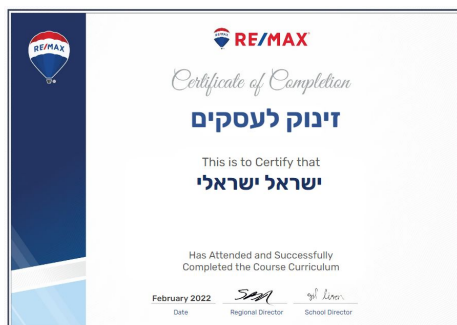 RE/MAX
RE/MAX
Certificate of Completion
זינוק לעסקים
This is to Certify that
ישראל ישראלי
Has Attended and Successfully
Completed the Course Curriculum
February 2022
Date
Regional Director
School Director